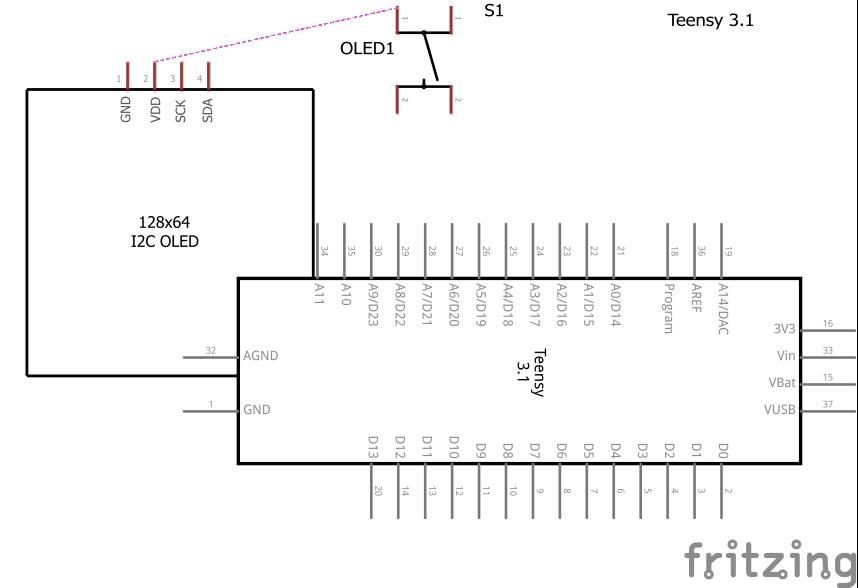 S1
Teensy 3.1
OLED1
1
1
2
2
1
2
3
4
GND
VDD
SCK
SDA
128x64
I2C OLED
34
35
30
29
28
27
26
25
24
23
22
21
18
36
19
A11
A10
A9/D23
A8/D22
A7/D21
A6/D20
A5/D19
A4/D18
A3/D17
A2/D16
A1/D15
A0/D14
Program
AREF
A14/DAC
3V3
16
32
AGND
Teensy
3.1
Vin
33
VBat
15
1
GND
VUSB
37
D13
D12
D11
D10
D9
D8
D7
D6
D5
D4
D3
D2
D1
D0
20
14
13
12
11
10
9
8
7
6
5
4
3
2
fritzing